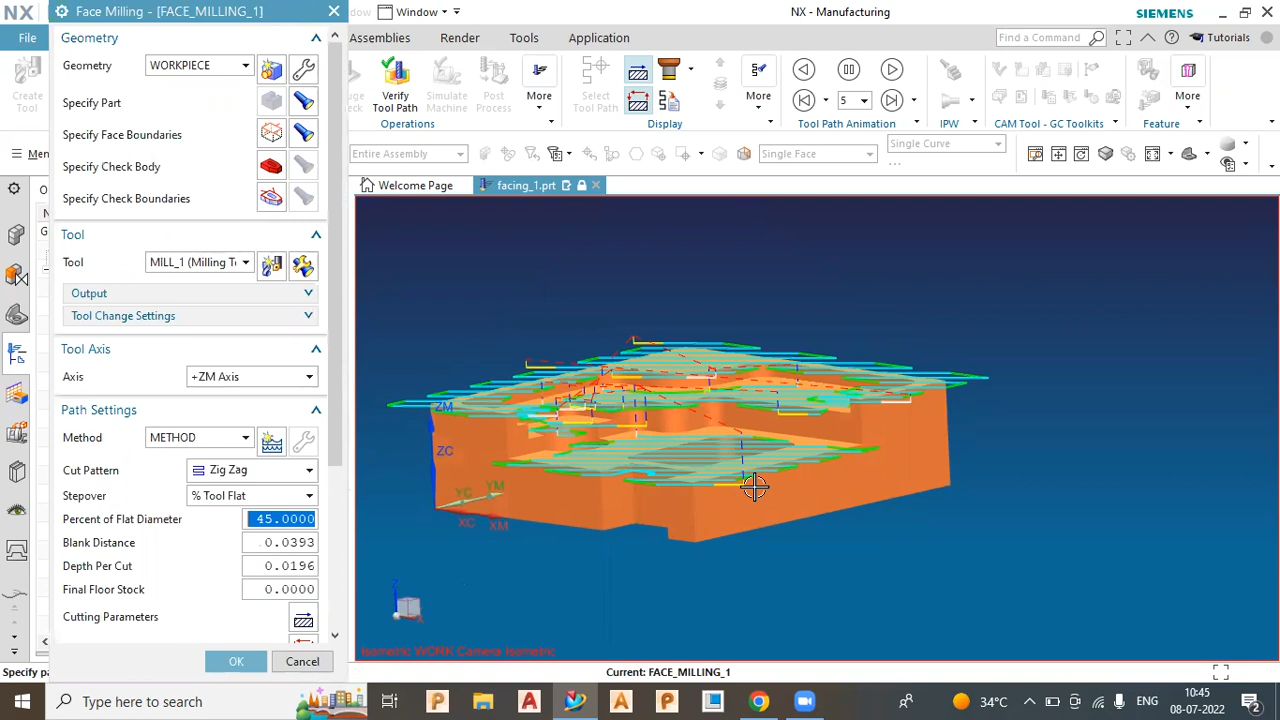 NX
Face Milling - [FACE_MILLING_1]
Window
NX - Manufacturing
SIEMENS
File
Assemblies
Render
Tools
Application
Find a Command
Tutorials
Geometry
Geometry
WORKPIECE
Specify Part
Specify Face Boundaries
Specify Check Body
Specify Check Boundaries
Create
Tool
Verify
Tool Path
Simulate
Machine
Post
Process
More
Operations
Select
Tool Path
Display
More
5
Tool Path Animation
IPW
CAM Tool - GC Toolkits
More
Feature
Men
Entire Assembly
Single Face
Single Curve
Welcome Page
facing_1.prt
Tool
Tool
MILL_1 (Milling T
Output
Tool Change Settings
Tool Axis
Axis
+ZM Axis
Path Settings
Method
METHOD
Cut Pattern
Zig Zag
Stepover
% Tool Flat
Percent of Flat Diameter
45.0000
Blank Distance
0.0393
Depth Per Cut
0.0196
Final Floor Stock
0.0000
Cutting Parameters
OK
Cancel
ZM
ZC
YC
YM
XC
XM
Z
X
Isometric WORK Camera Isometric
Specify pa
Current: FACE_MILLING_1
Type here to search
34°C
ENG
10:45
08-07-2022
2